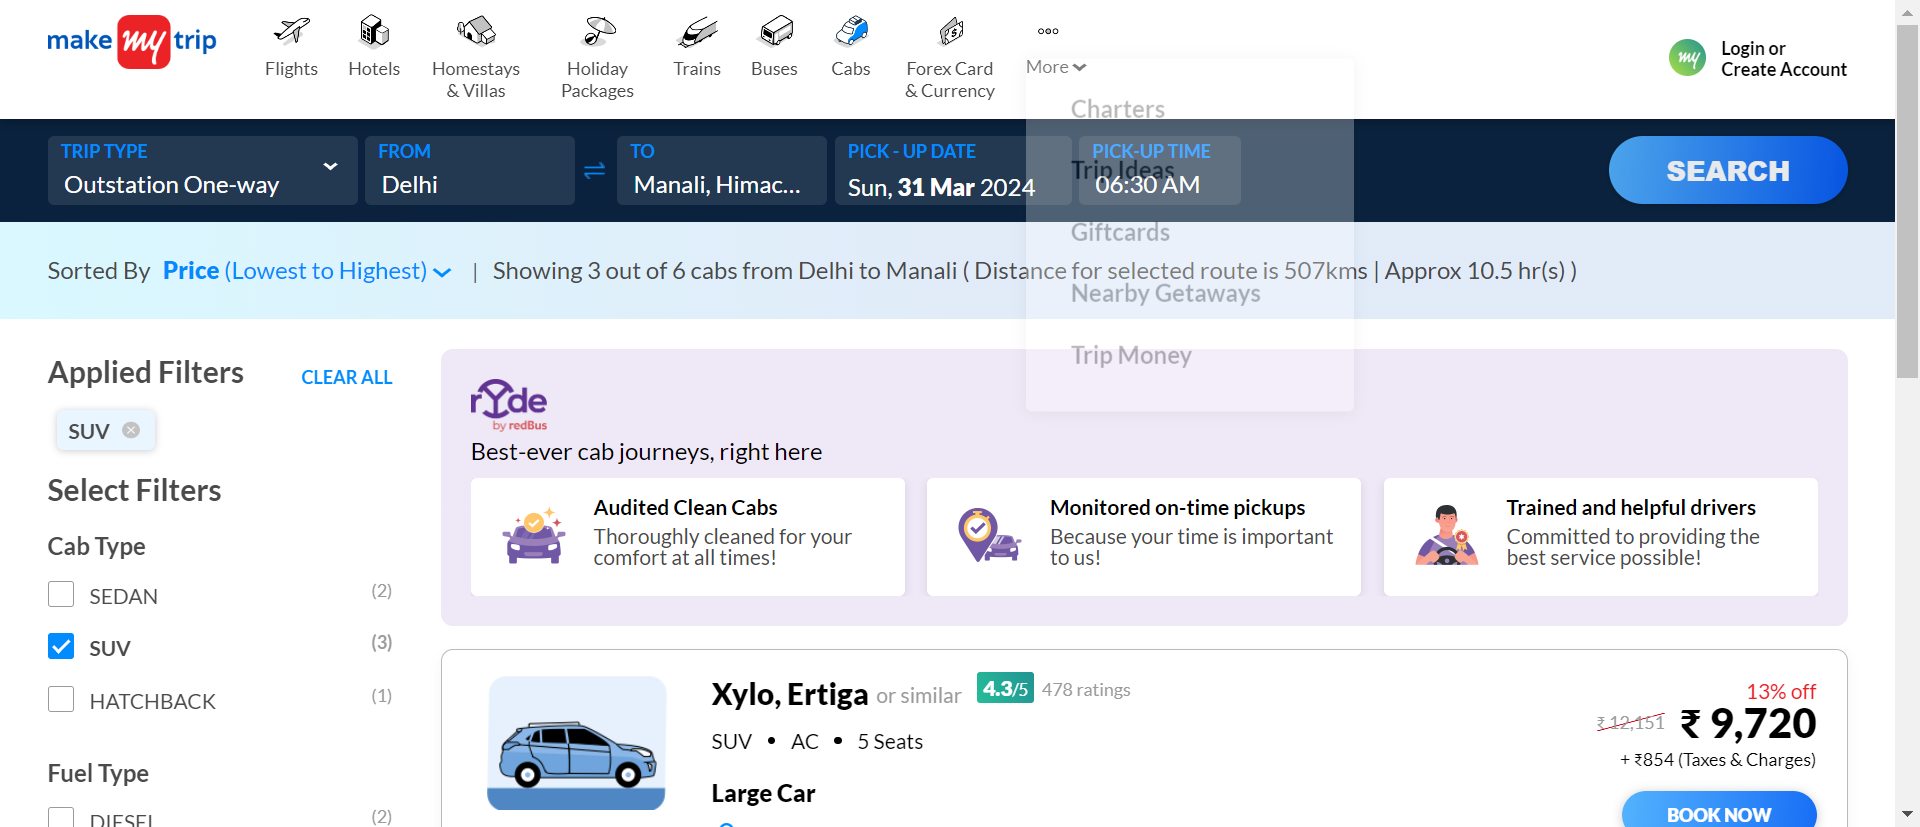 make my trip
Flights
Hotels
Homestays
& Villas
Holiday
Packages
Trains
Buses
Cabs
Forex Card
& Currency
More
my
Login or
Create Account
Charters
Trip Ideas
Giftcards
Nearby Getaways
Trip Money
TRIP TYPE
Outstation One-way
FROM
Delhi
TO
Manali, Himac...
PICK - UP DATE
Sun, 31 Mar 2024
PICK-UP TIME
06:30 AM
SEARCH
Sorted By Price (Lowest to Highest) | Showing 3 out of 6 cabs from Delhi to Manali ( Distance for selected route is 507kms | Approx 10.5 hr(s) )
Applied Filters
CLEAR ALL
SUV
Select Filters
Cab Type
SEDAN (2)
SUV (3)
HATCHBACK (1)
Fuel Type
DIESEL (2)
rYde
by redBus
Best-ever cab journeys, right here
Audited Clean Cabs
Thoroughly cleaned for your
comfort at all times!
Monitored on-time pickups
Because your time is important
to us!
Trained and helpful drivers
Committed to providing the
best service possible!
Xylo, Ertiga or similar 4.3/5 478 ratings
SUV • AC • 5 Seats
Large Car
13% off
₹ 12,151 ₹ 9,720
+ ₹854 (Taxes & Charges)
BOOK NOW